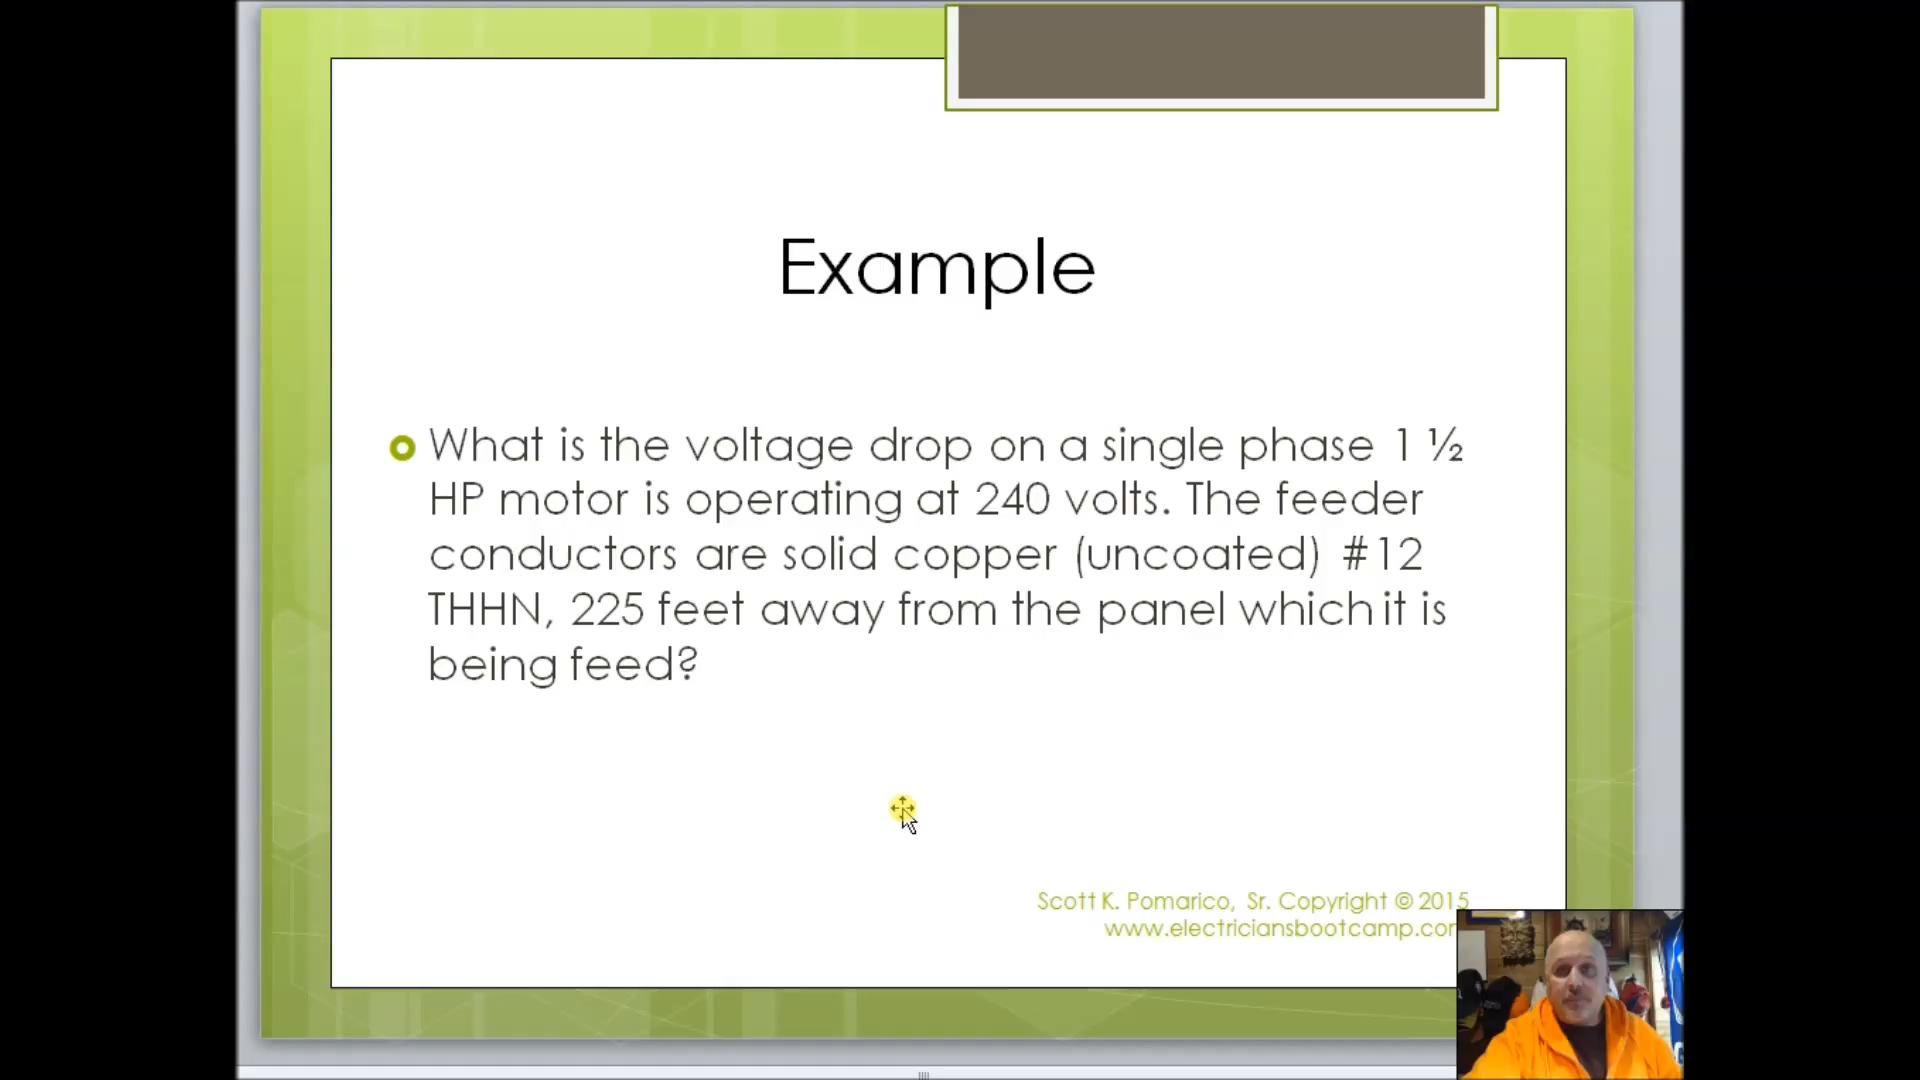 Example
What is the voltage drop on a single phase 1 ½
HP motor is operating at 240 volts. The feeder
conductors are solid copper (uncoated) #12
THHN, 225 feet away from the panel which it is
being feed?
Scott K. Pomarico, Sr. Copyright © 2015
www.electriciansbootcamp.com